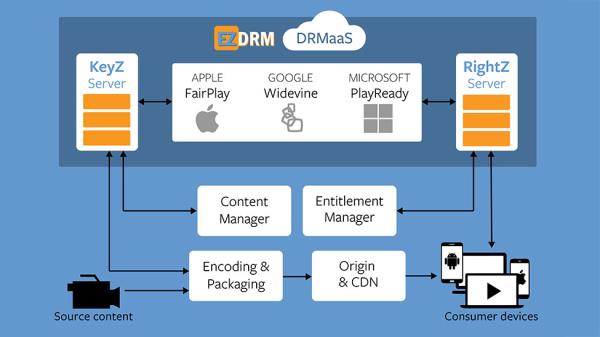 EZDRM DRMaaS
KeyZ
Server
APPLE
FairPlay
GOOGLE
Widevine
MICROSOFT
PlayReady
RightZ
Server
Content
Manager
Entitlement
Manager
Encoding &
Packaging
Origin
& CDN
Source content
Consumer devices